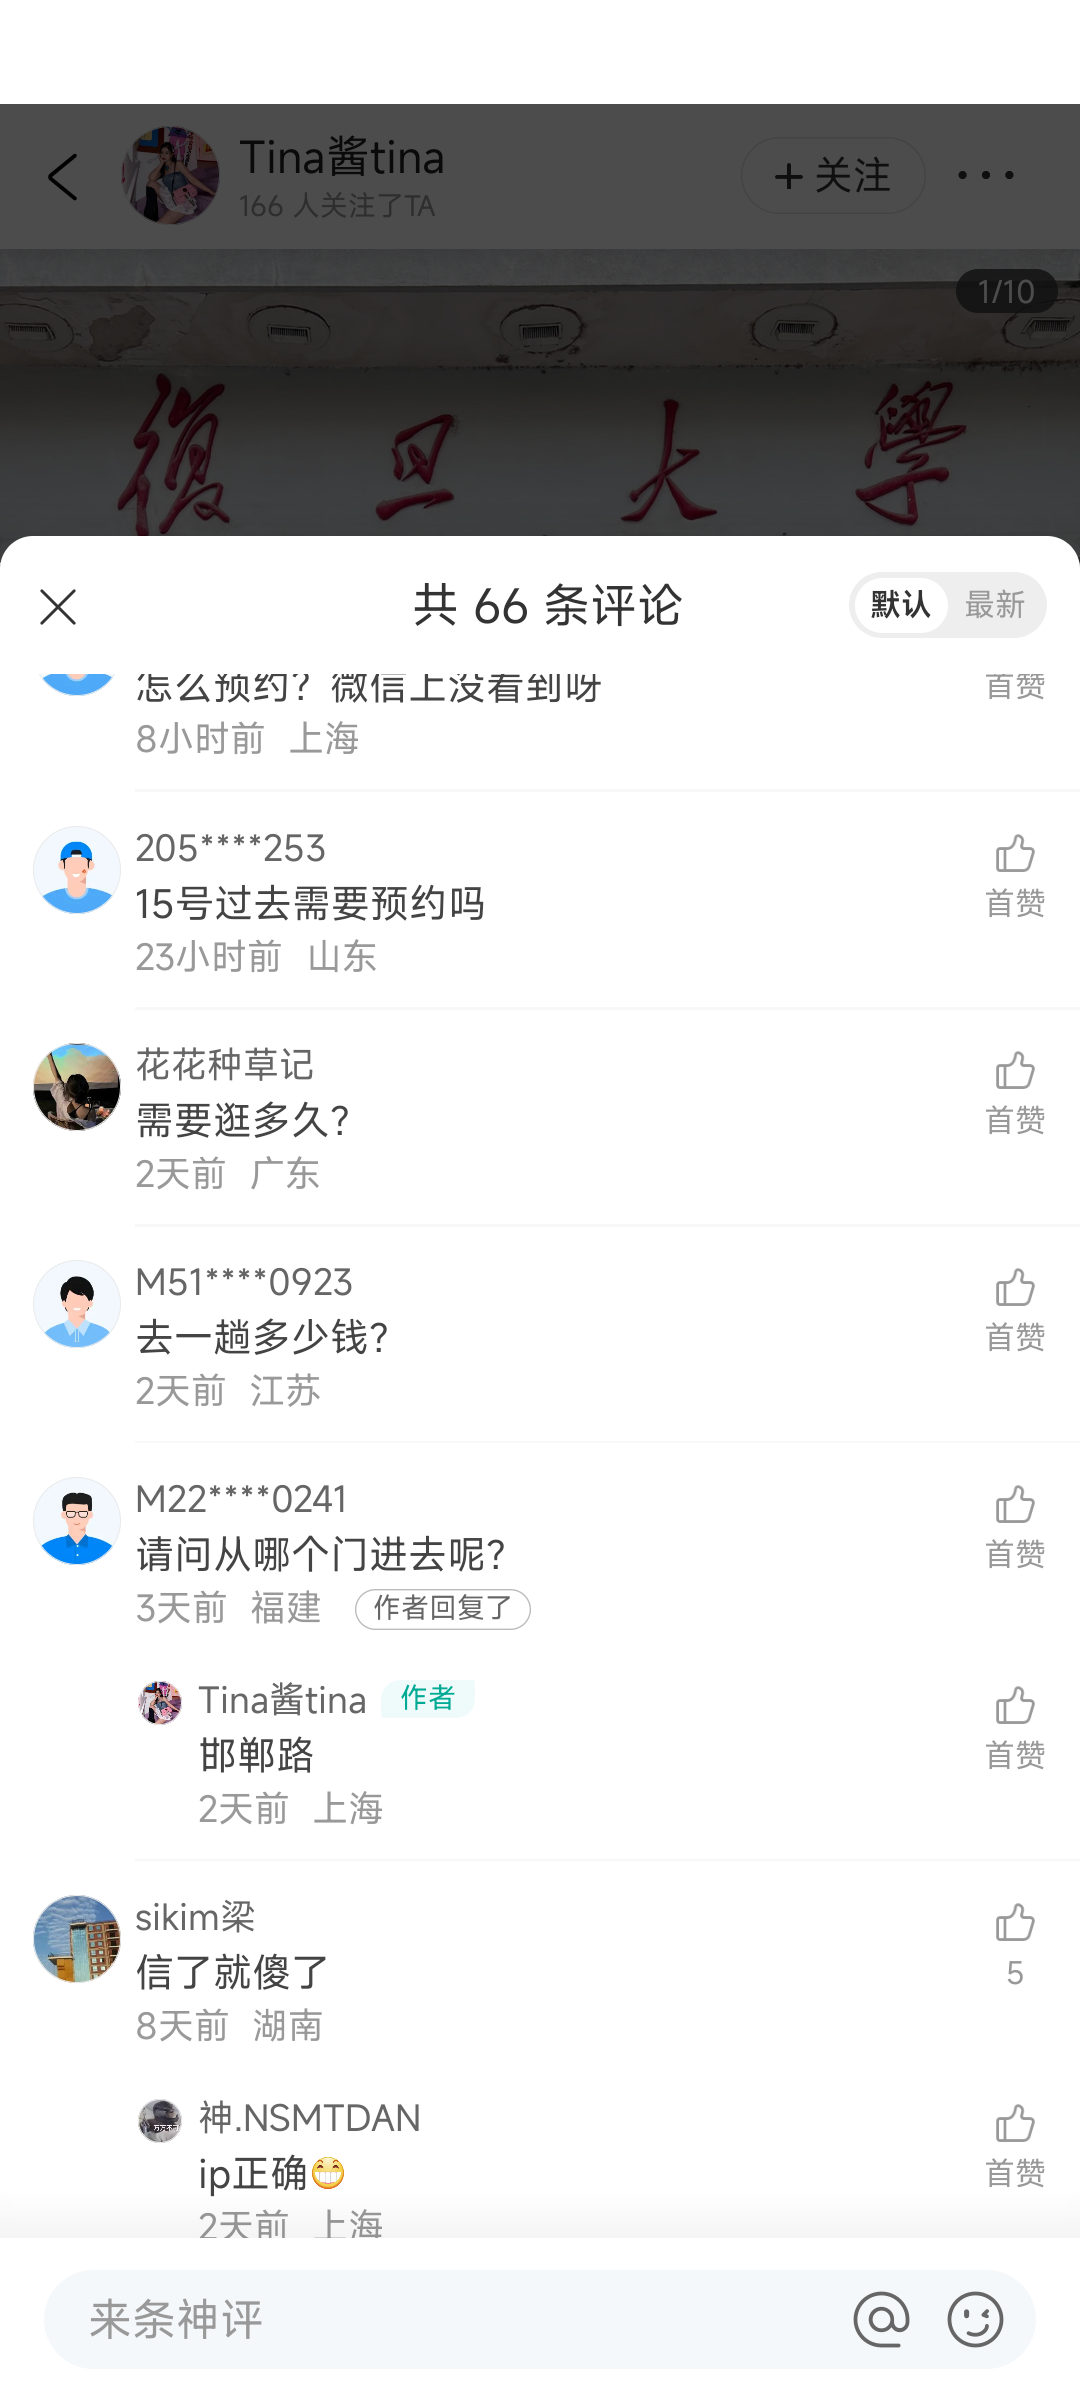 Tina酱tina
166 人关注了TA
+ 关注
1/10
復旦大學
共 66 条评论
默认 最新
怎么预约？微信上没看到呀
首赞
8小时前 上海
205****253
15号过去需要预约吗
首赞
23小时前 山东
花花种草记
需要逛多久?
首赞
2天前 广东
M51****0923
去一趟多少钱?
首赞
2天前 江苏
M22****0241
请问从哪个门进去呢?
首赞
3天前 福建 作者回复了
Tina酱tina 作者
邯郸路
首赞
2天前 上海
sikim梁
信了就傻了
5
8天前 湖南
神.NSMTDAN
ip正确😁
首赞
2天前 上海
来条神评